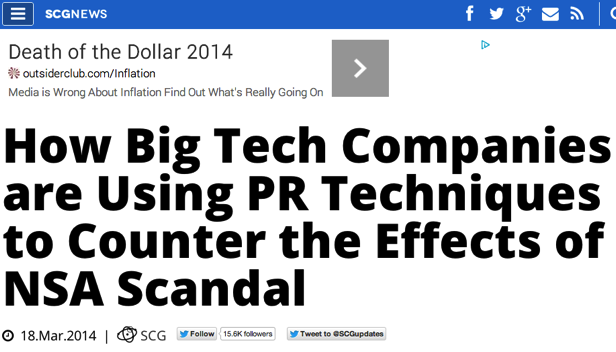 SCGNEWS
Death of the Dollar 2014
outsiderclub.com/Inflation
Media is Wrong About Inflation Find Out What's Really Going On
How Big Tech Companies
are Using PR Techniques
to Counter the Effects of
NSA Scandal
18.Mar.2014 | SCG Follow 15.6K followers Tweet to @SCGupdates